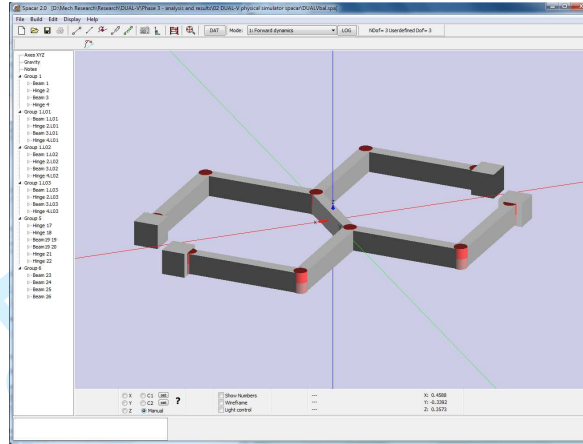 Spacar 2.0 [D:\Mech Research\Research\DUAL-V\Phase 3 - analysis and results\02 DUAL-V physical simulator spacar\DUALVbal.spa]
File Edit Build Display Help
DAT Mode: 1: Forward dynamics LOG NDof= 3 Userdefined Dof= 3
Axes XYZ
Gravity
Notes
Group 1
Beam 1
Hinge 2
Beam 3
Hinge 4
Group 1.L01
Beam 1.L01
Hinge 2.L01
Beam 3.L01
Hinge 4.L01
Group 1.L02
Beam 1.L02
Hinge 2.L02
Beam 3.L02
Hinge 4.L02
Group 1.L03
Beam 1.L03
Hinge 2.L03
Beam 3.L03
Hinge 4.L03
Group 5
Hinge 17
Hinge 18
Beam19 19
Beam19 20
Hinge 21
Hinge 22
Group 6
Beam 23
Beam 24
Beam 25
Beam 26
x
z
X C1 set
Y C2 set
Z Manual
?
Show Numbers ---
Wireframe ---
Light control ---
X: 0.4588
Y: -0.3392
Z: 0.3573